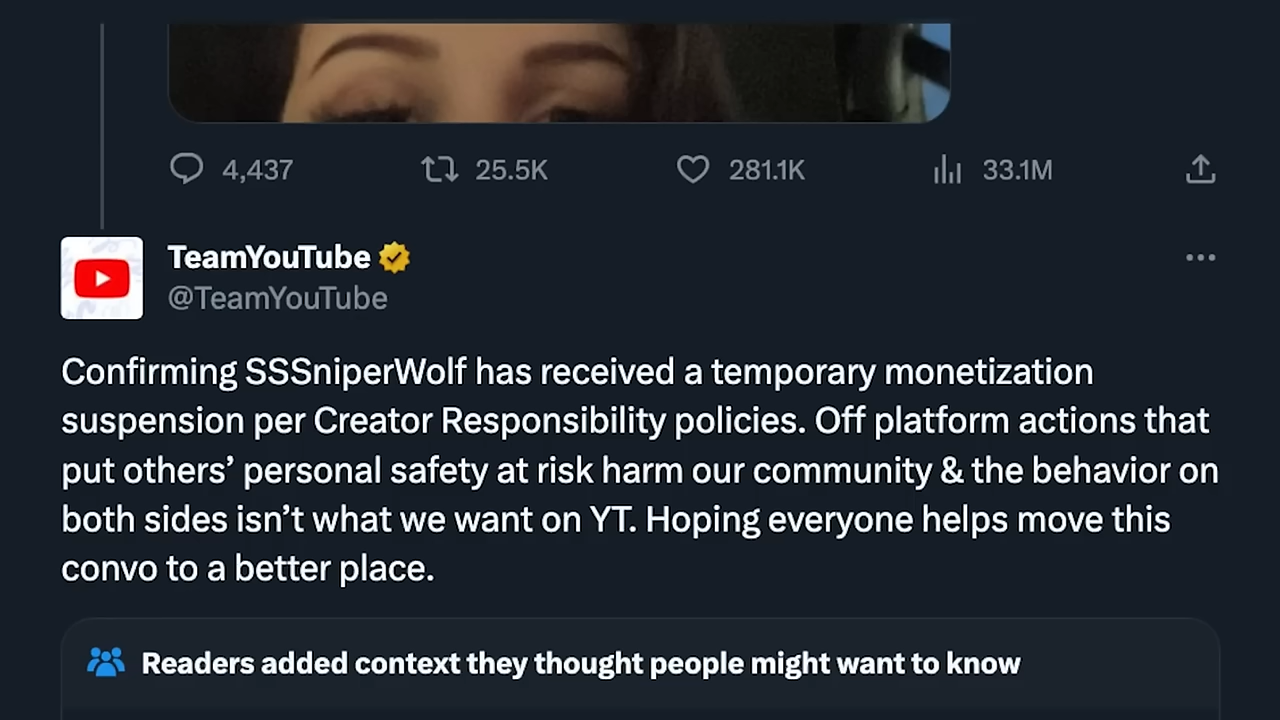 4,437 25.5K 281.1K 33.1M
TeamYouTube
@TeamYouTube
Confirming SSSniperWolf has received a temporary monetization
suspension per Creator Responsibility policies. Off platform actions that
put others’ personal safety at risk harm our community & the behavior on
both sides isn’t what we want on YT. Hoping everyone helps move this
convo to a better place.
Readers added context they thought people might want to know